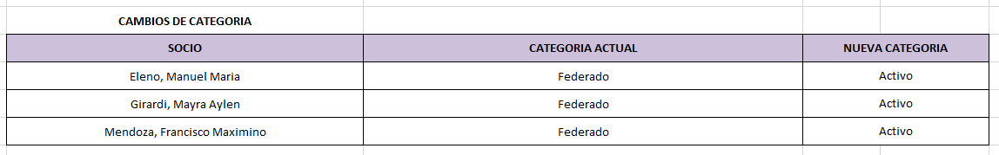 CAMBIOS DE CATEGORIA
SOCIO CATEGORIA ACTUAL NUEVA CATEGORIA
Eleno, Manuel Maria Federado Activo
Girardi, Mayra Aylen Federado Activo
Mendoza, Francisco Maximino Federado Activo